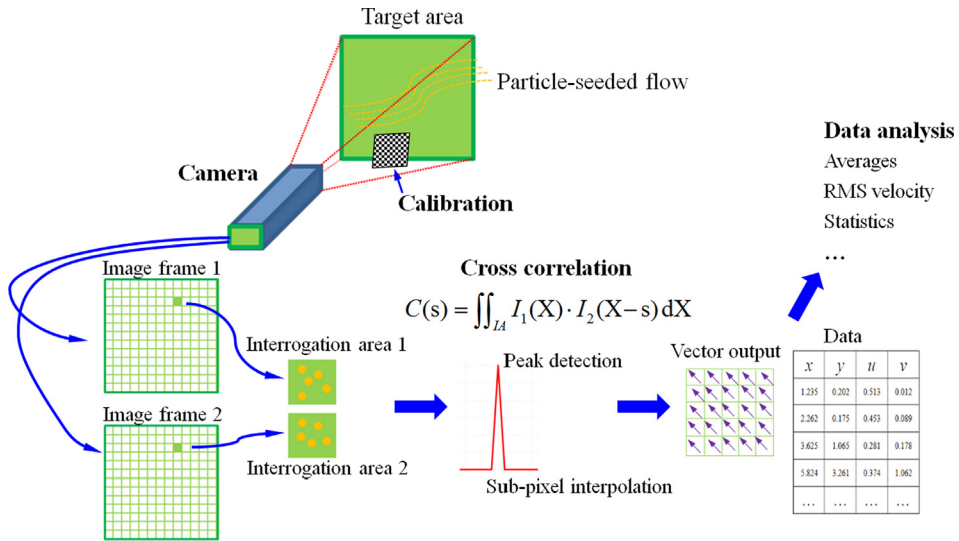 Target area
Particle-seeded flow
Camera
Calibration
Data analysis
Averages
RMS velocity
Statistics
...
Image frame 1
Interrogation area 1
Image frame 2
Interrogation area 2
Cross correlation
C(s) = ∬_{IA} I₁(X) · I₂(X−s) dX
Peak detection
Sub-pixel interpolation
Vector output
Data
x y u v
1.235 0.202 0.513 0.012
2.262 0.175 0.453 0.089
3.625 1.065 0.281 0.178
5.824 3.261 0.374 1.062
... ... ... ...